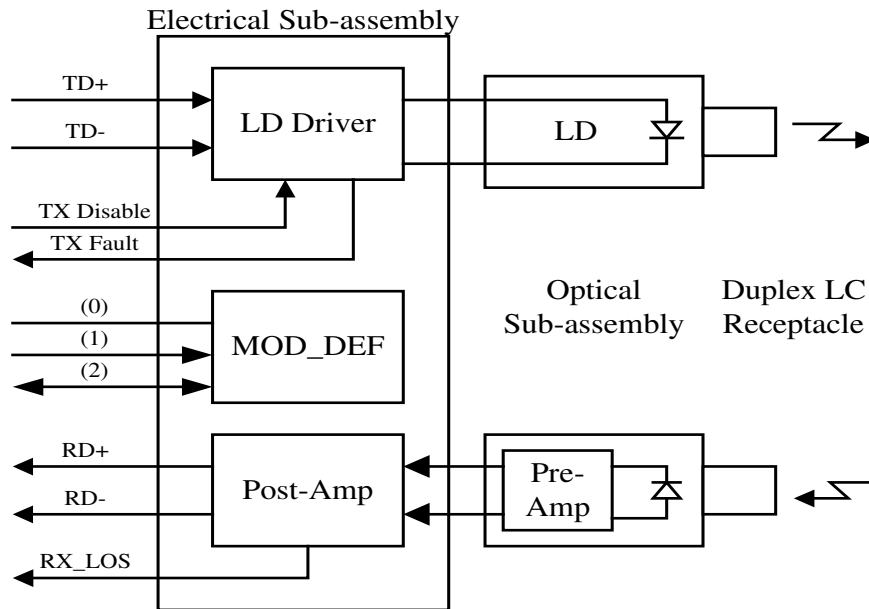 Electrical Sub-assembly
TD+
TD-
LD Driver
LD
TX Disable
TX Fault
(0)
(1)
(2)
MOD_DEF
Optical
Sub-assembly
Duplex LC
Receptacle
RD+
RD-
RX_LOS
Post-Amp
Pre-
Amp